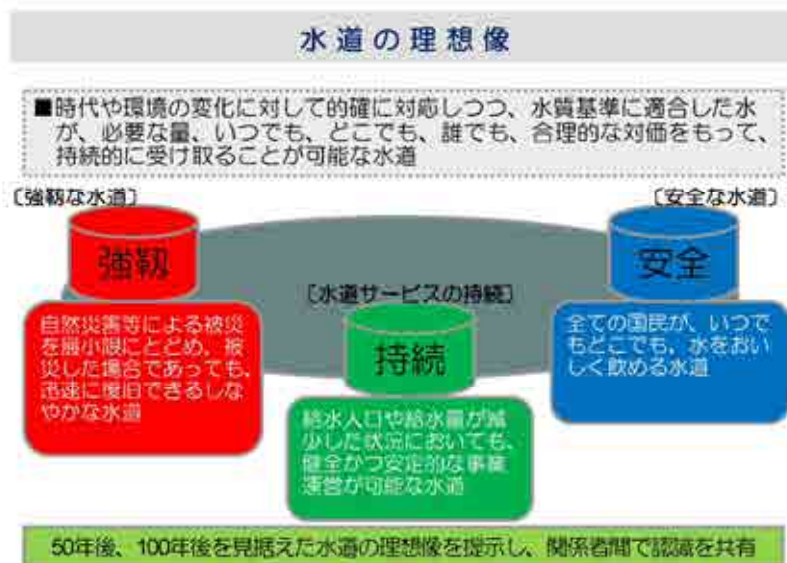 水道の理想像
■時代や環境の変化に対して的確に対応しつつ、水質基準に適合した水
が、必要な量、いつでも、どこでも、誰でも、合理的な対価をもって、
持続的に受け取ることが可能な水道
〔強靱な水道〕
〔安全な水道〕
強靱
安全
〔水道サービスの持続〕
持続
自然災害等による被災
を最小限にとどめ、被
災した場合であっても、
迅速に復旧できるしな
やかな水道
全ての国民が、いつで
もどこでも、水をおい
しく飲める水道
給水人口や給水量が減
少した状況においても、
健全かつ安定的な事業
運営が可能な水道
50年後、100年後を見据えた水道の理想像を提示し、関係者間で認識を共有